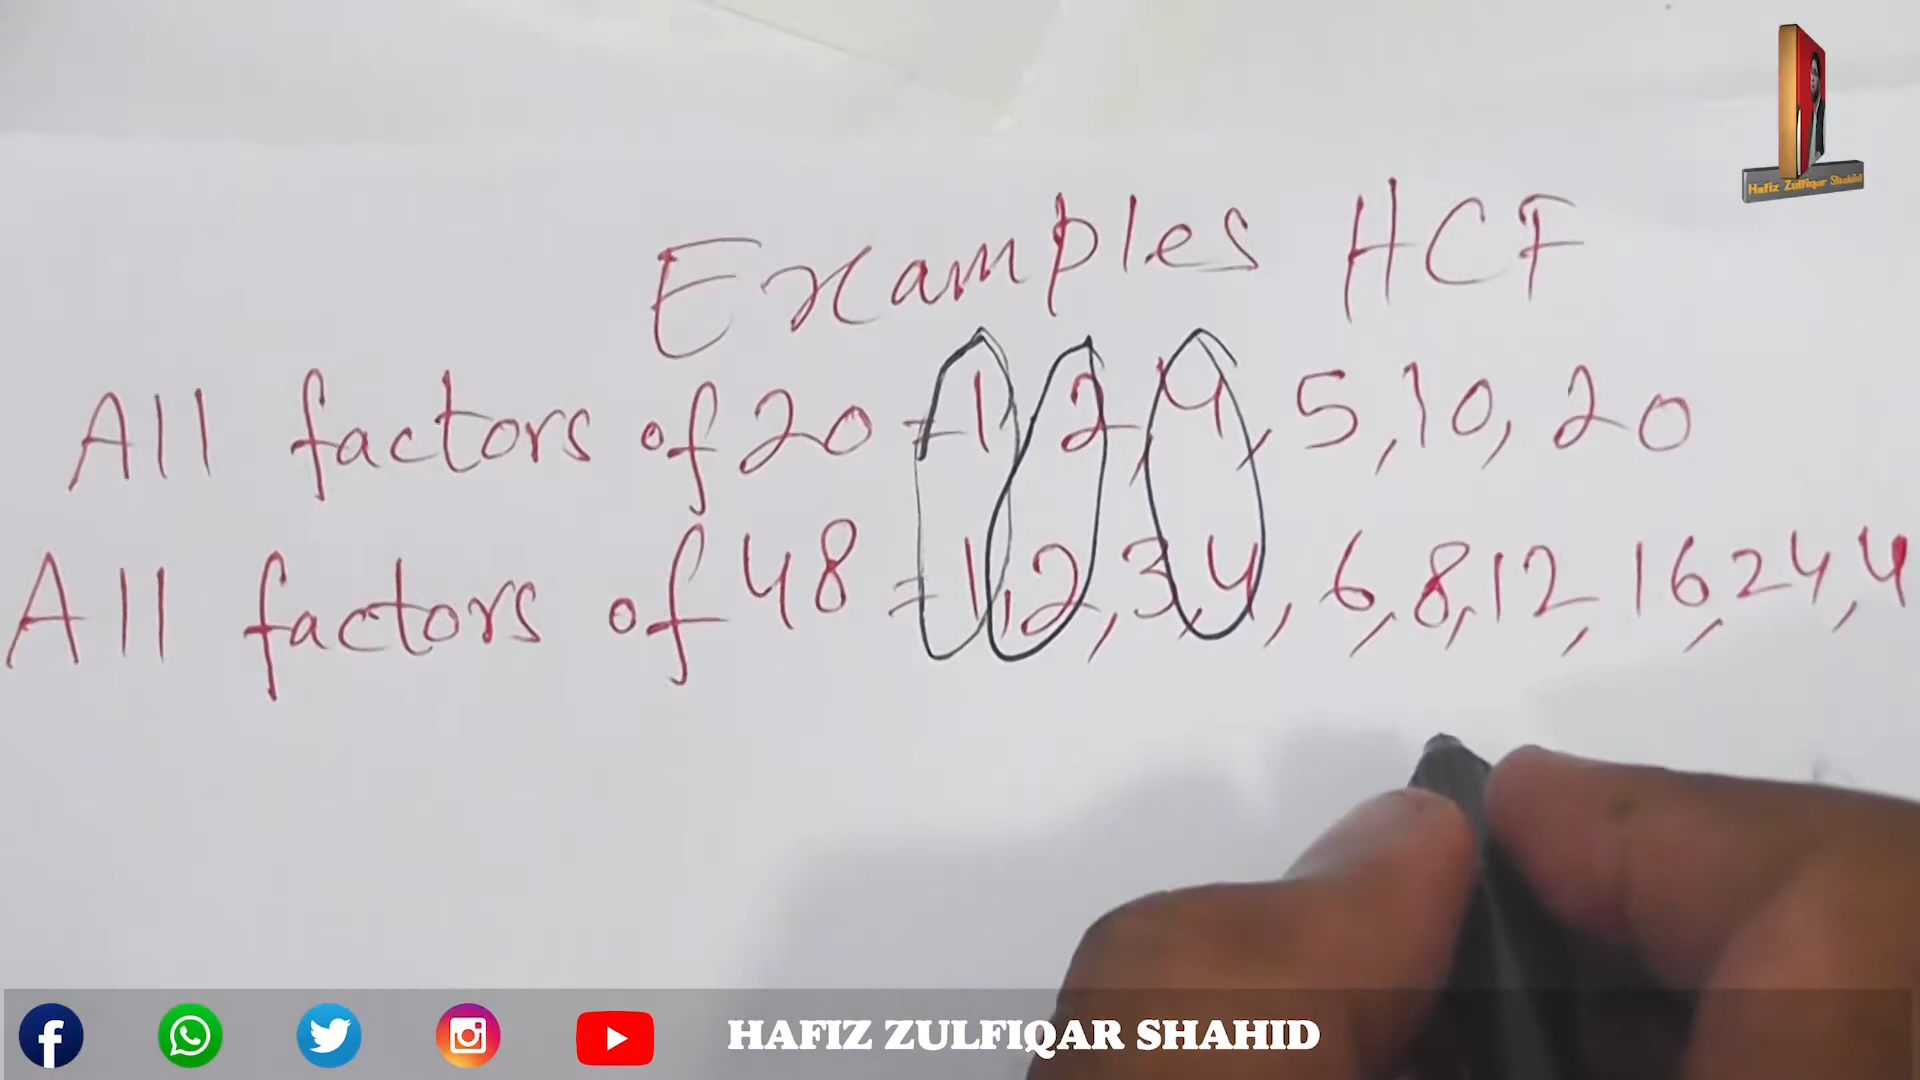 Hafiz Zulfiqar Shahid
Examples HCF
All factors of 20 = 1, 2, 4, 5, 10, 20
All factors of 48 = 1, 2, 3, 4, 6, 8, 12, 16, 24, 4
HAFIZ ZULFIQAR SHAHID